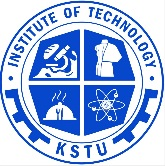 · INSTITUTE OF TECHNOLOGY ·
KSTU